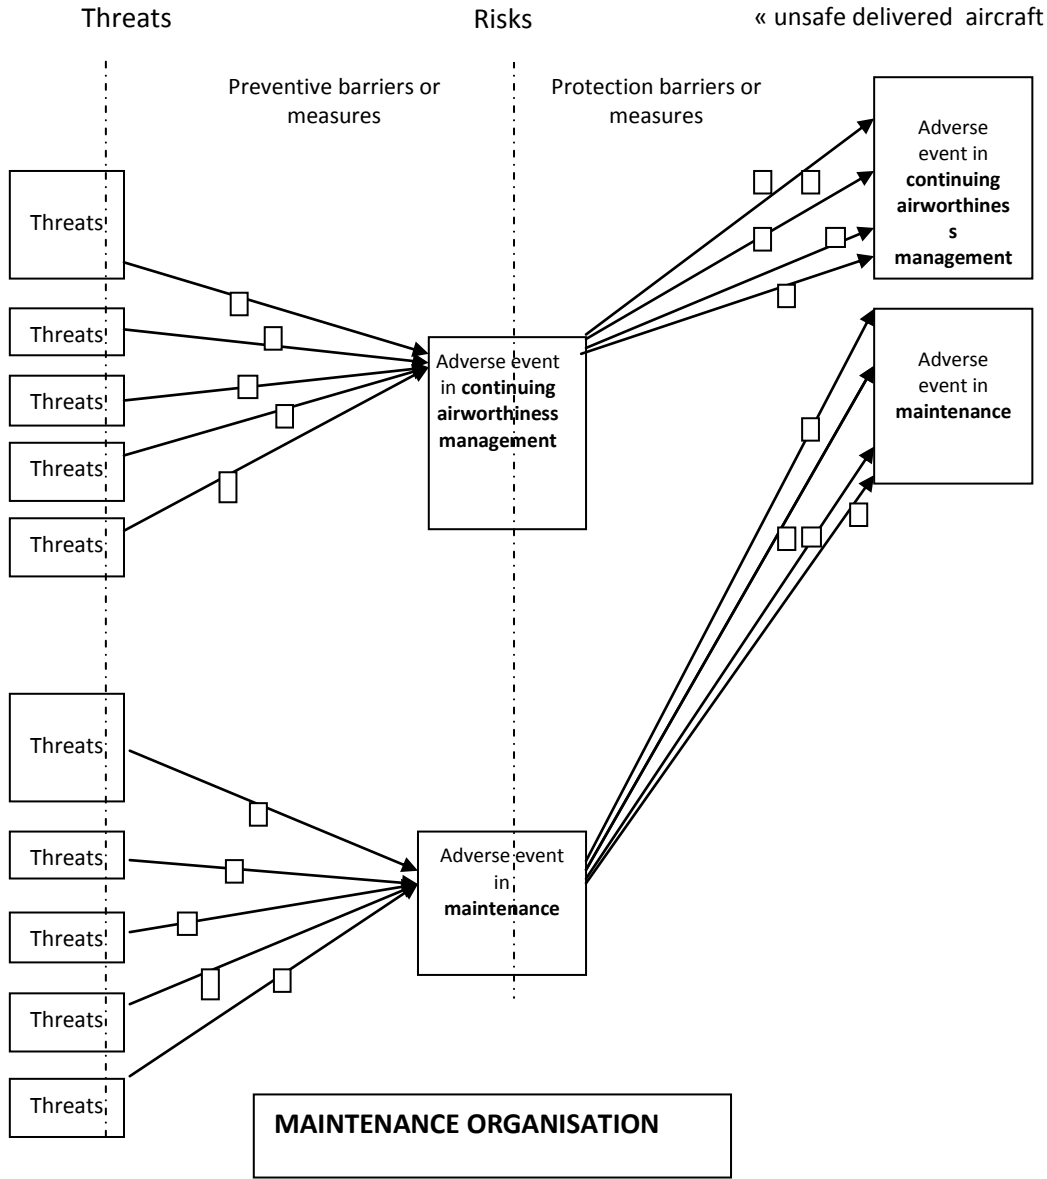 Threats
Risks
« unsafe delivered aircraft
Preventive barriers or
measures
Protection barriers or
measures
Adverse
event in
continuing
airworthines
s
management
Threats
Threats
Threats
Threats
Threats
Adverse event
in continuing
airworthiness
management
Adverse
event in
maintenance
Threats
Threats
Threats
Threats
Threats
Adverse event
in
maintenance
MAINTENANCE ORGANISATION